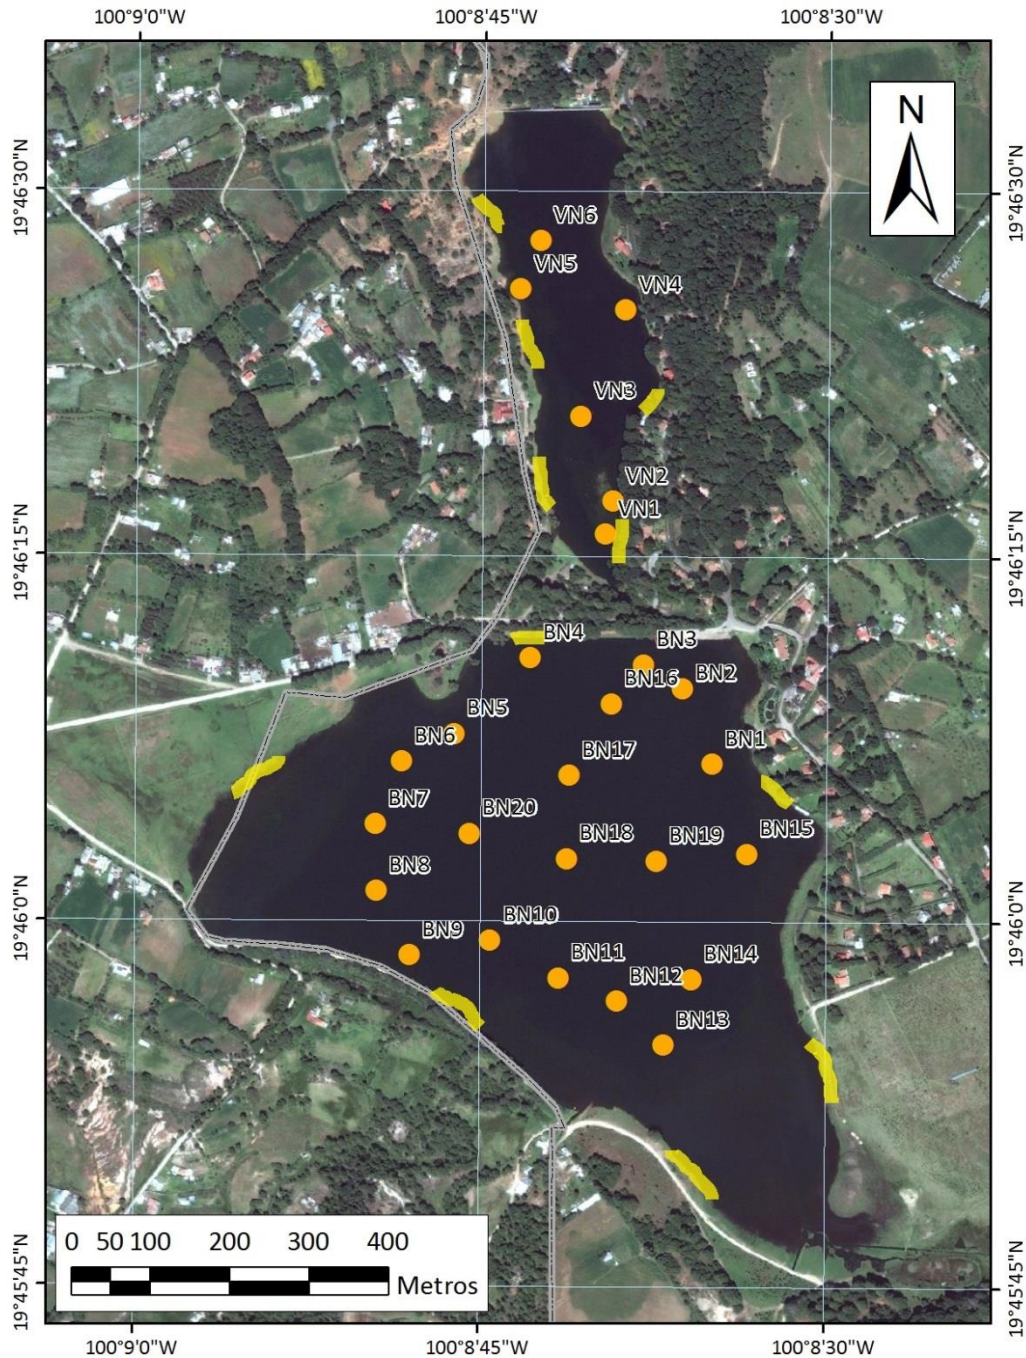 100°9'0"W 100°8'45"W 100°8'30"W
N
19°46'30"N 19°46'30"N
VN6
VN5
VN4
VN3
VN2
VN1
19°46'15"N 19°46'15"N
BN4 BN3
BN16 BN2
BN5
BN6 BN17 BN1
BN7 BN20
BN18 BN19 BN15
BN8
19°46'0"N 19°46'0"N
BN9 BN10
BN11 BN12 BN14
BN13
0 50 100 200 300 400
Metros
19°45'45"N 19°45'45"N
100°9'0"W 100°8'45"W 100°8'30"W